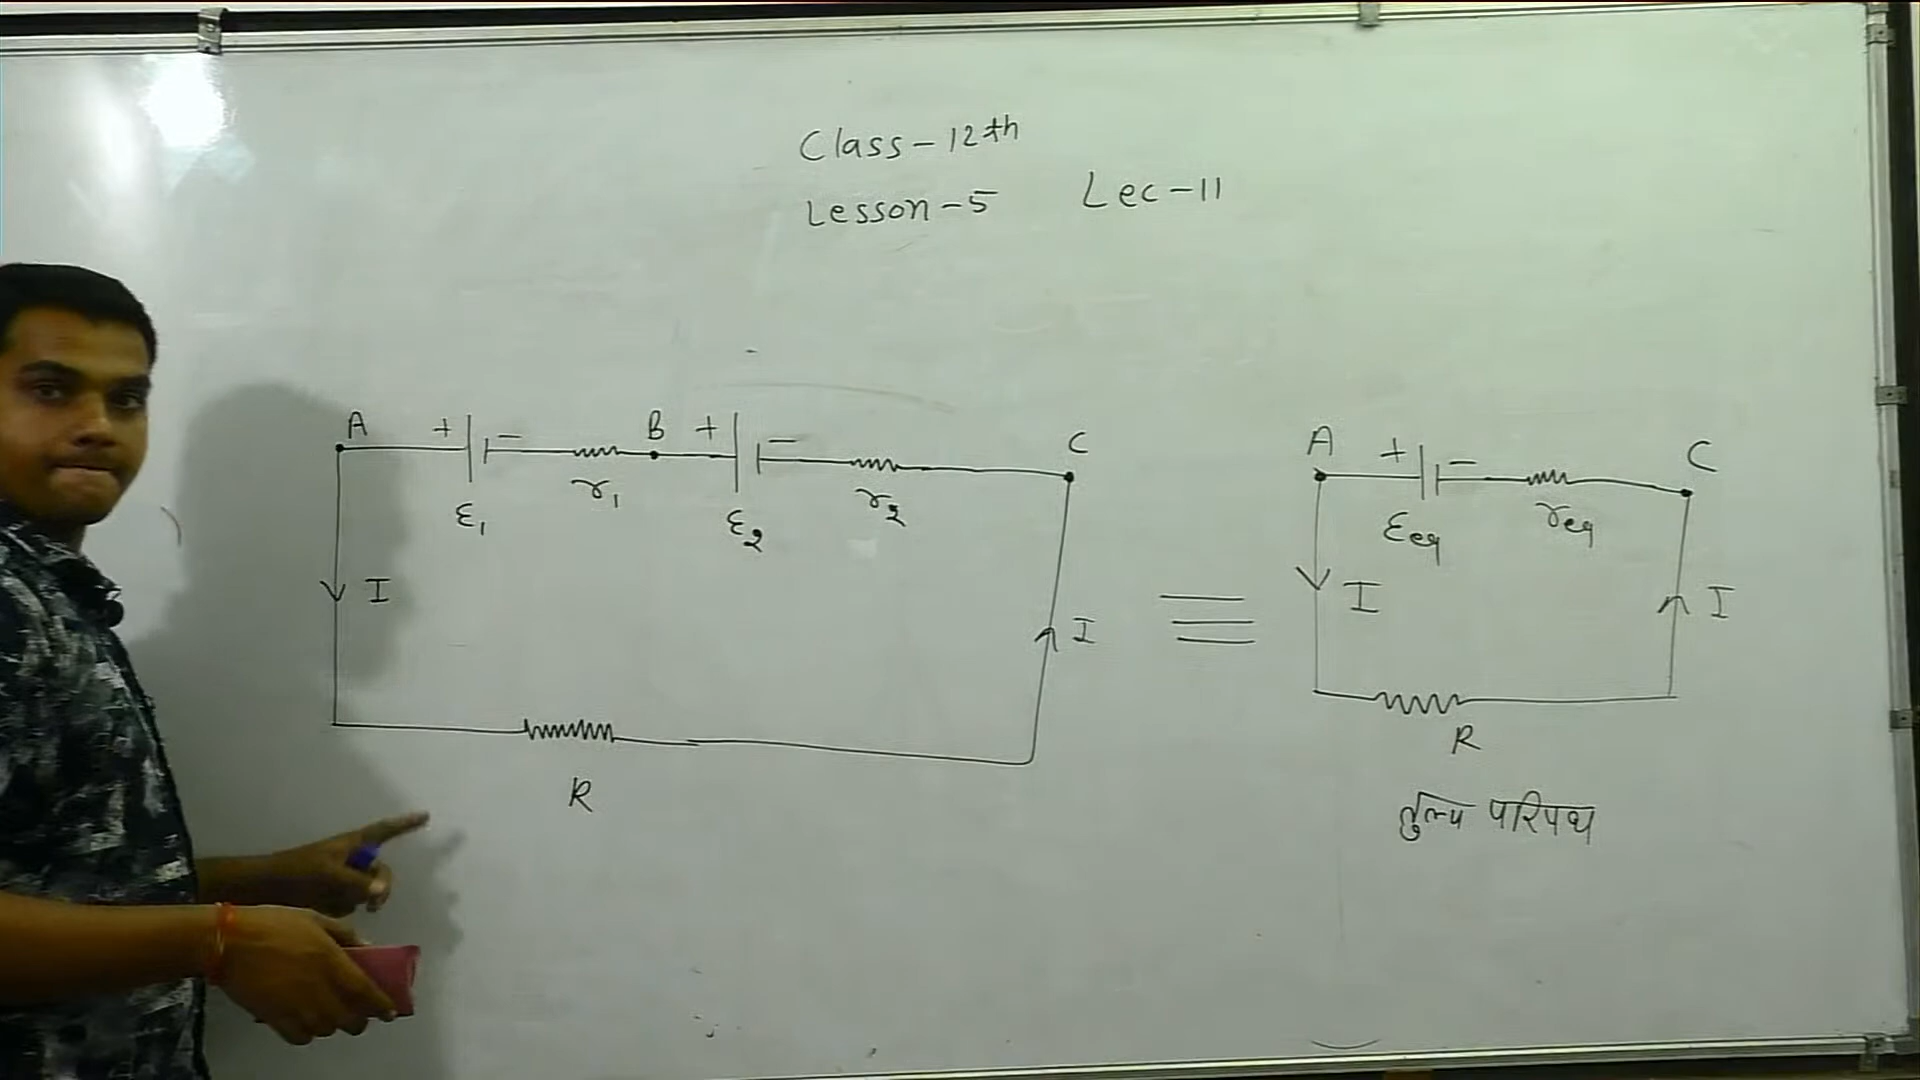 Class-12th
Lesson-5 Lec-11
A + - B + - C
r₁ r₂
ε₁ ε₂
I
I
R
A + - C
εeq req
I I
R
तुल्य परिपथ